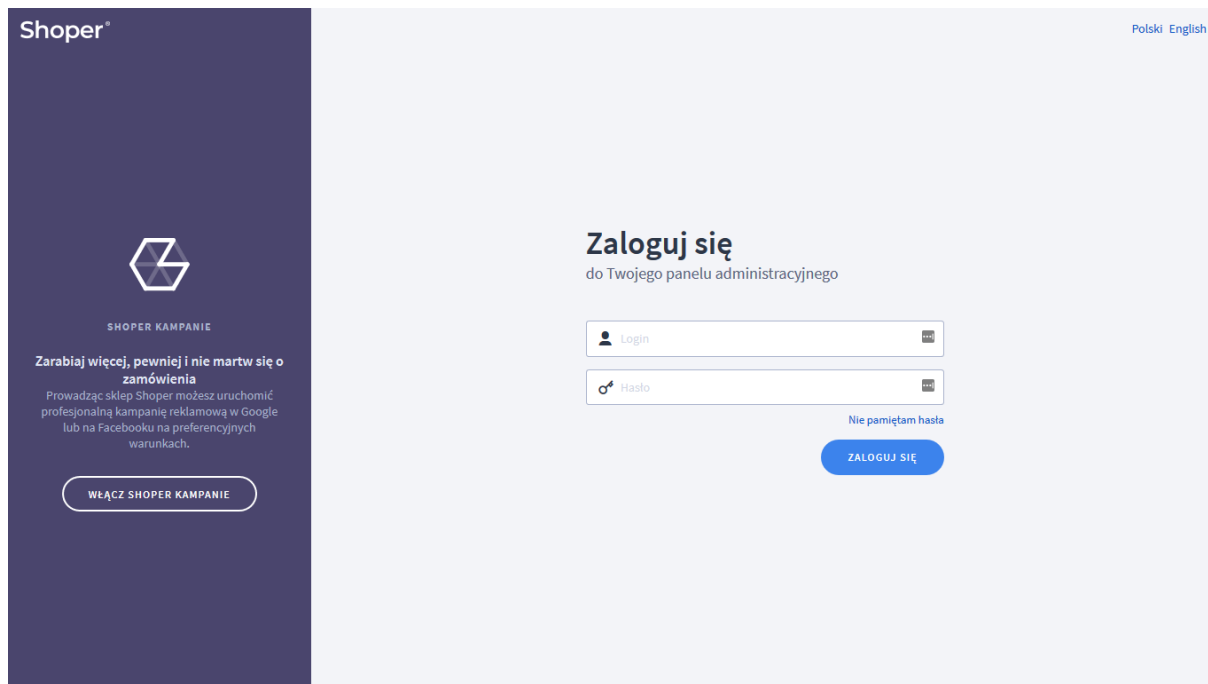 Shoper®
Polski English
SHOPER KAMPANIE
Zarabiaj więcej, pewniej i nie martw się o
zamówienia
Prowadząc sklep Shoper możesz uruchomić
profesjonalną kampanię reklamową w Google
lub na Facebooku na preferencyjnych
warunkach.
WŁĄCZ SHOPER KAMPANIE
Zaloguj się
do Twojego panelu administracyjnego
Login
Hasło
Nie pamiętam hasła
ZALOGUJ SIĘ